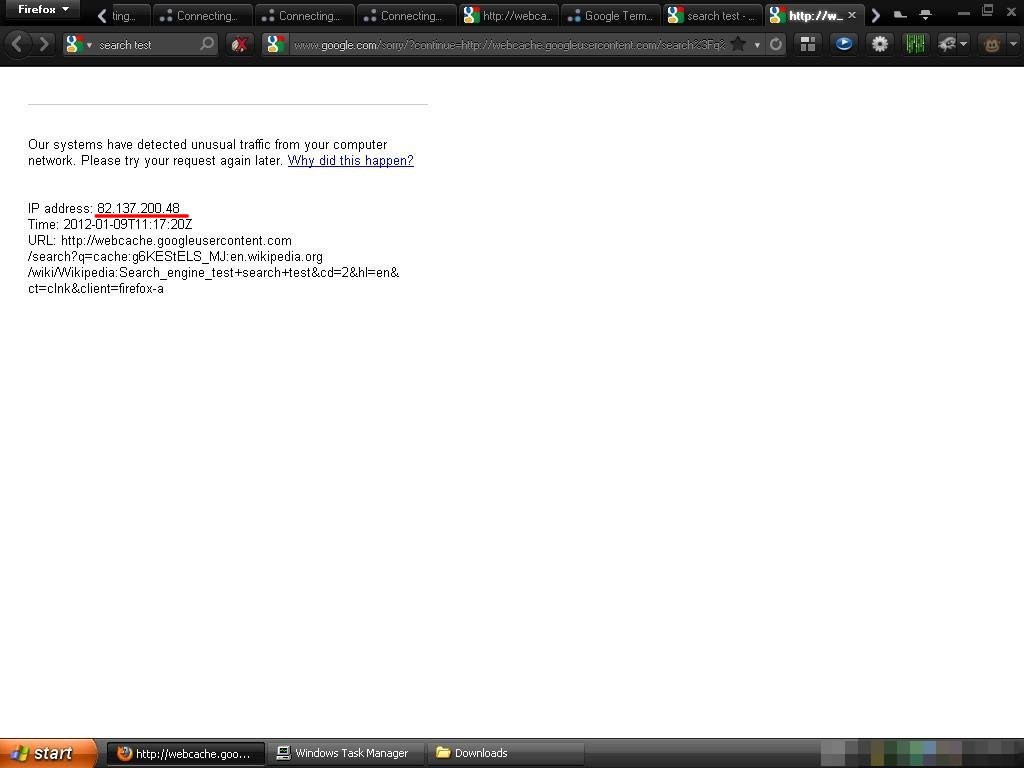 Firefox
ting...
Connecting...
Connecting...
Connecting...
http://webca...
Google Term...
search test - ...
http://w...
search test
www.google.com/sorry/?continue=http://webcache.googleusercontent.com/search%3Fq%
Our systems have detected unusual traffic from your computer
network. Please try your request again later. Why did this happen?
IP address: 82.137.200.48
Time: 2012-01-09T11:17:20Z
URL: http://webcache.googleusercontent.com
/search?q=cache:g6KEStELS_MJ:en.wikipedia.org
/wiki/Wikipedia:Search_engine_test+search+test&cd=2&hl=en&
ct=clnk&client=firefox-a
start
http://webcache.goo...
Windows Task Manager
Downloads